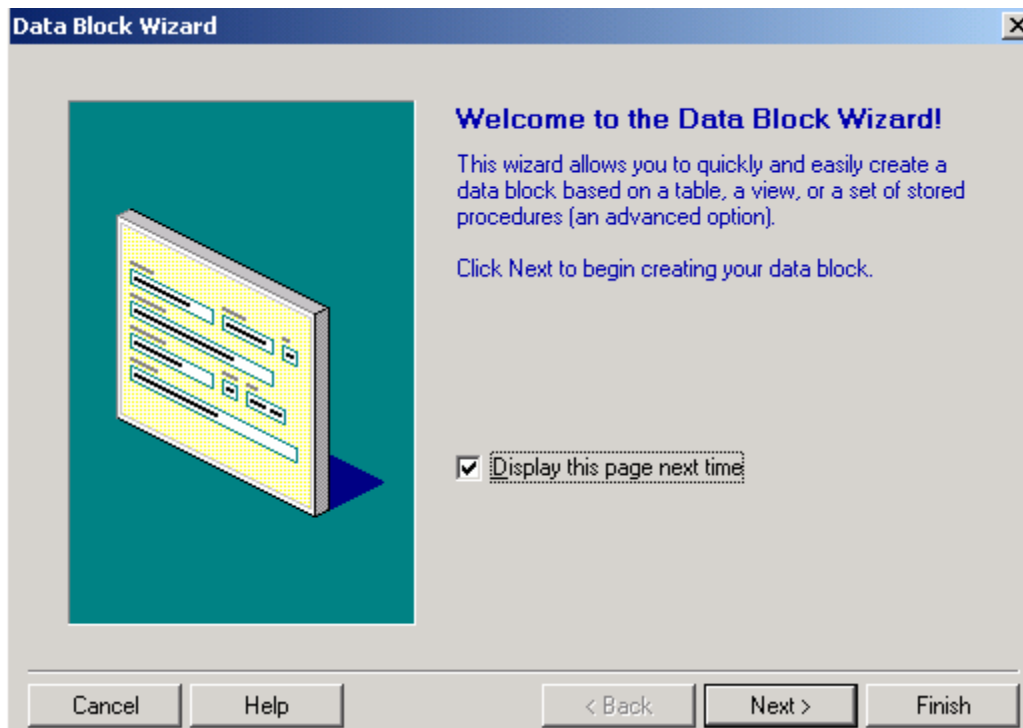 Data Block Wizard
Welcome to the Data Block Wizard!
This wizard allows you to quickly and easily create a
data block based on a table, a view, or a set of stored
procedures (an advanced option).
Click Next to begin creating your data block.
Display this page next time
Cancel
Help
< Back
Next >
Finish